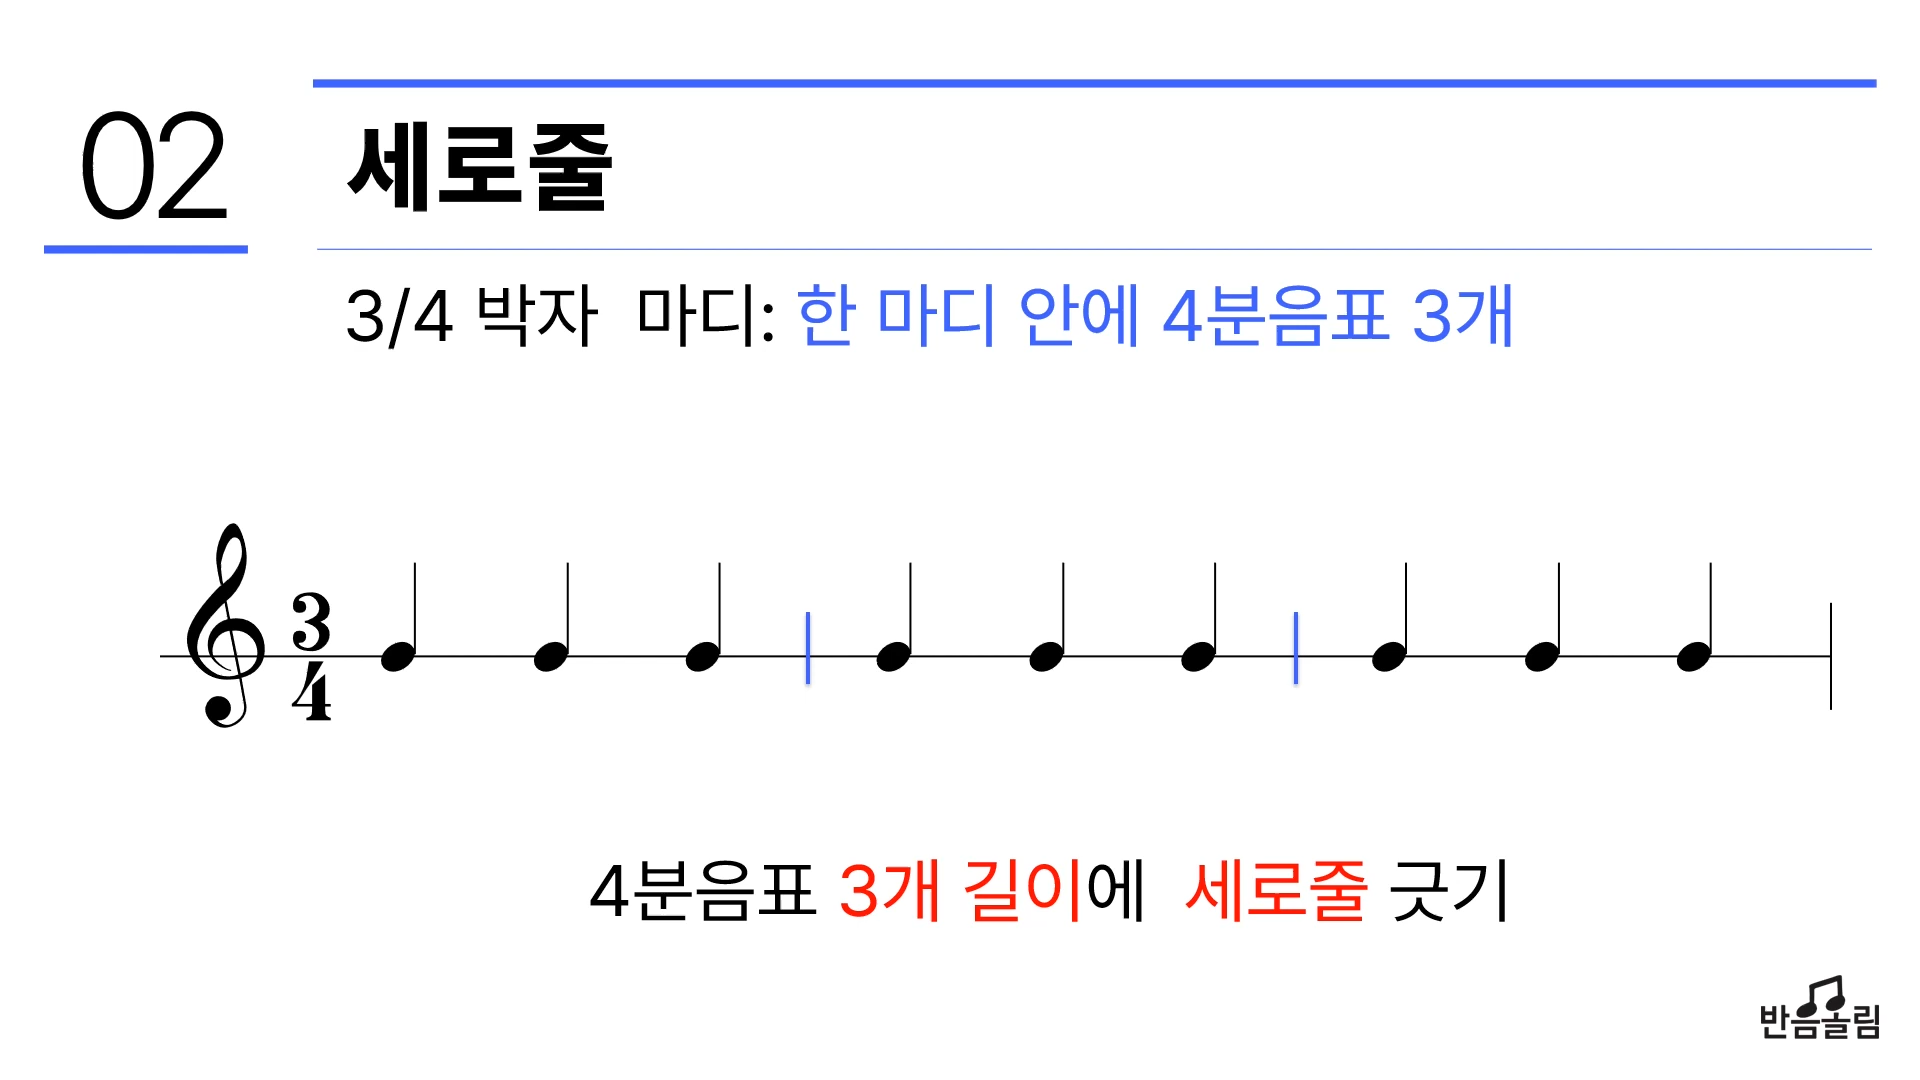 02
세로줄
3/4 박자 마디: 한 마디 안에 4분음표 3개
3
4
4분음표 3개 길이에 세로줄 긋기
반음올림